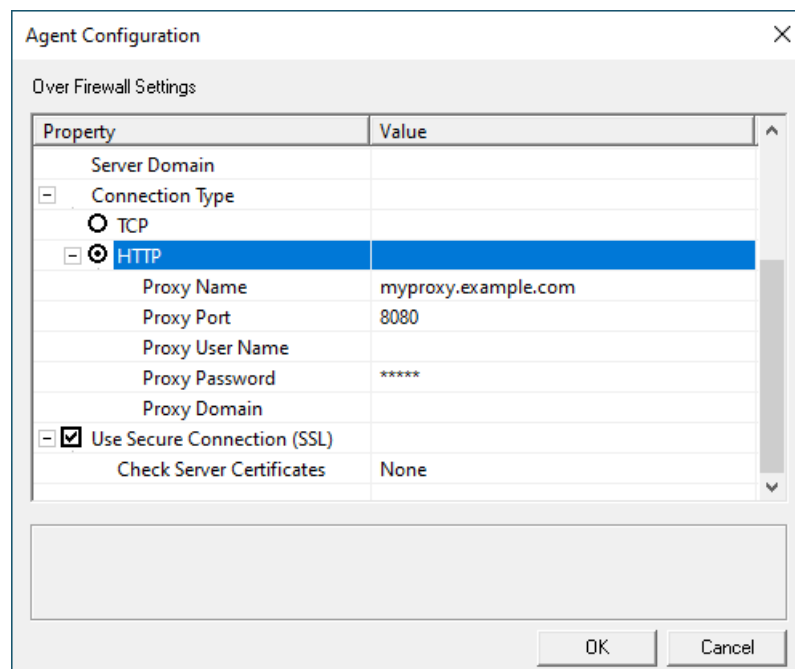 Agent Configuration
Over Firewall Settings
Property Value
Server Domain
Connection Type
TCP
HTTP
Proxy Name myproxy.example.com
Proxy Port 8080
Proxy User Name
Proxy Password *****
Proxy Domain
Use Secure Connection (SSL)
Check Server Certificates None
OK Cancel